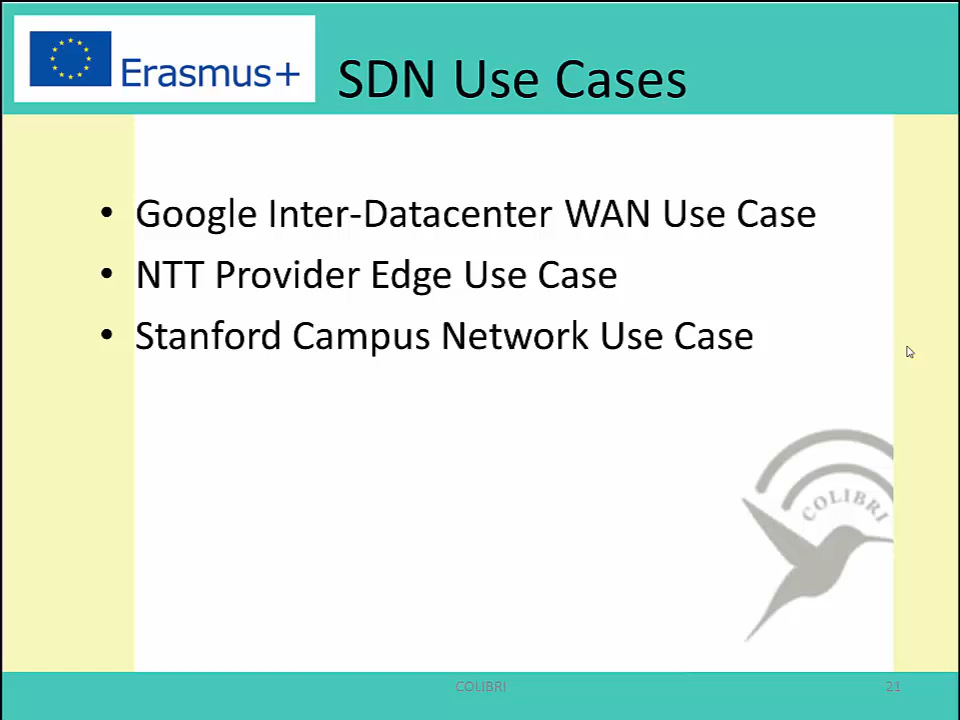 Erasmus+
SDN Use Cases
• Google Inter-Datacenter WAN Use Case
• NTT Provider Edge Use Case
• Stanford Campus Network Use Case
COLIBRI
COLIBRI
21